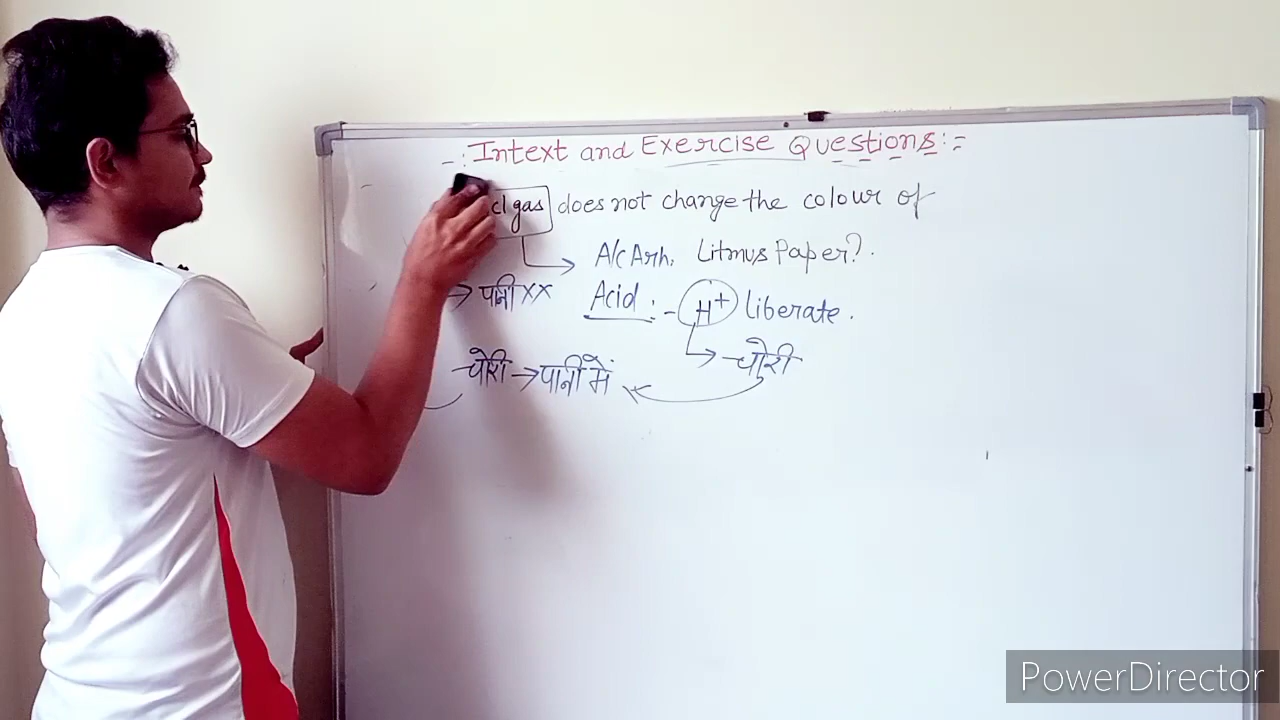 -: Intext and Exercise Questions :-
cl gas does not change the colour of
Litmus Paper?.
A/c Arh.
→ पानी xx Acid :- H+ liberate.
चोरी → पानी में
→ चोरी
PowerDirector